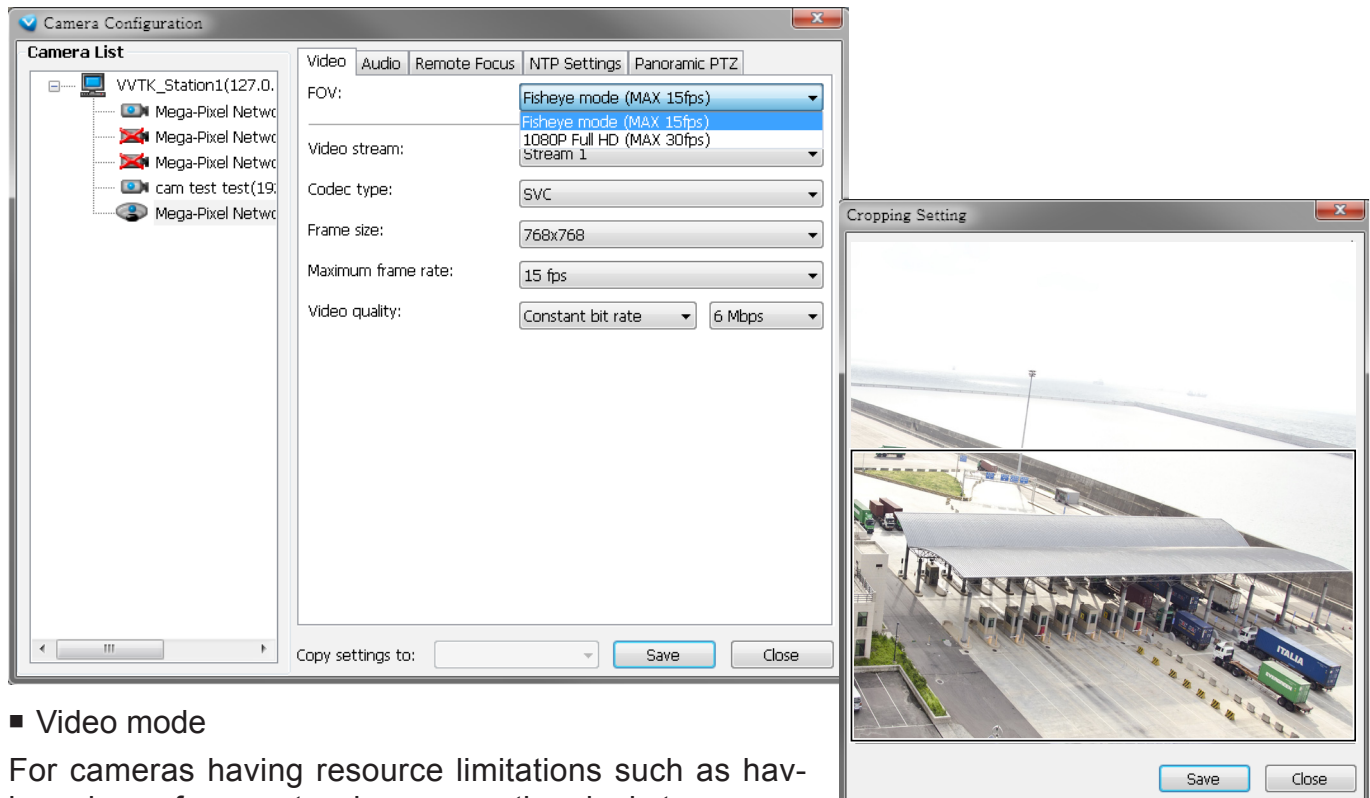 Camera Configuration
Camera List
VVTK_Station1(127.0.
Mega-Pixel Netwo
Mega-Pixel Netwo
Mega-Pixel Netwo
cam test test(19
Mega-Pixel Netwo
Video Audio Remote Focus NTP Settings Panoramic PTZ
FOV: Fisheye mode (MAX 15fps)
Fisheye mode (MAX 15fps)
1080P Full HD (MAX 30fps)
Video stream: Stream 1
Codec type: SVC
Frame size: 768x768
Maximum frame rate: 15 fps
Video quality: Constant bit rate 6 Mbps
Copy settings to: Save Close
Cropping Setting
ITALIA
EVERGREEN
Save Close
■ Video mode
For cameras having resource limitations such as hav-